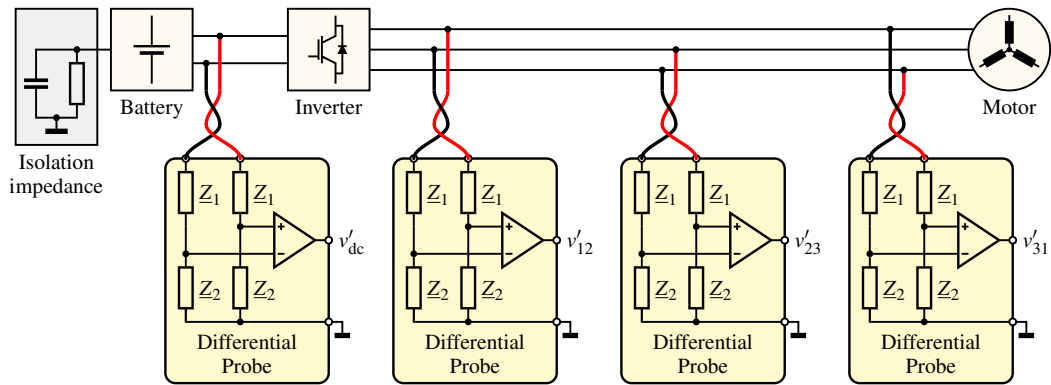 Battery
Inverter
Motor
Isolation
impedance
Z1 Z1
Z2 Z2
v′dc
Differential
Probe
Z1 Z1
Z2 Z2
v′12
Differential
Probe
Z1 Z1
Z2 Z2
v′23
Differential
Probe
Z1 Z1
Z2 Z2
v′31
Differential
Probe